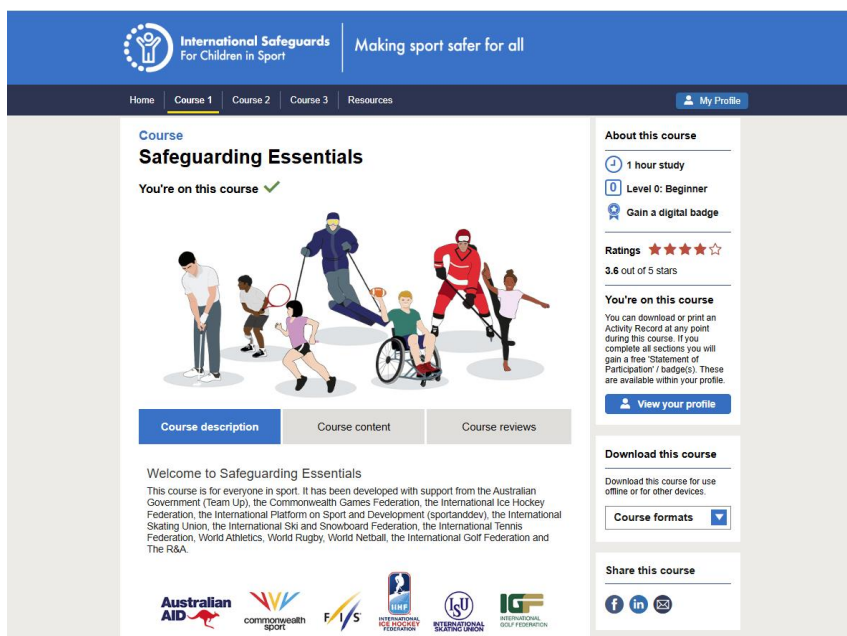 International Safeguards
For Children in Sport
Making sport safer for all
Home
Course 1
Course 2
Course 3
Resources
My Profile
Course
Safeguarding Essentials
You're on this course
Course description
Course content
Course reviews
Welcome to Safeguarding Essentials
This course is for everyone in sport. It has been developed with support from the Australian
Government (Team Up), the Commonwealth Games Federation, the International Ice Hockey
Federation, the International Platform on Sport and Development (sportanddev), the International
Skating Union, the International Ski and Snowboard Federation, the International Tennis
Federation, World Athletics, World Rugby, World Netball, the International Golf Federation and
The R&A.
Australian
AID
commonwealth
sport
F/I/S
IIHF
INTERNATIONAL
ICE HOCKEY
FEDERATION
ISU
INTERNATIONAL
SKATING UNION
IGF
INTERNATIONAL
GOLF FEDERATION
About this course
1 hour study
0
Level 0: Beginner
Gain a digital badge
Ratings
3.6 out of 5 stars
You're on this course
You can download or print an
Activity Record at any point
during this course. If you
complete all sections you will
gain a free 'Statement of
Participation' / badge(s). These
are available within your profile.
View your profile
Download this course
Download this course for use
offline or for other devices.
Course formats
Share this course
f
in